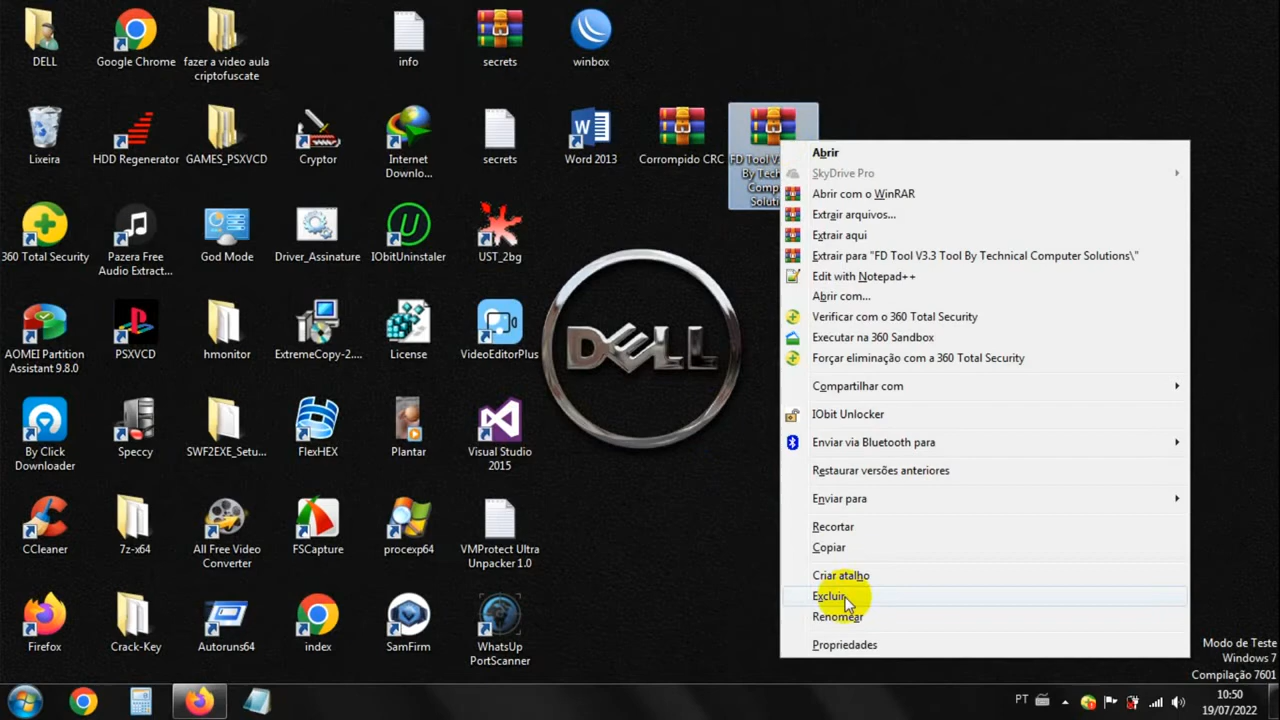 DELL
Google Chrome
fazer a video aula
criptofuscate
info
secrets
winbox
Lixeira
HDD Regenerator
GAMES_PSXVCD
Cryptor
Internet
Downlo...
secrets
Word 2013
Corrompido CRC
FD Tool V3
By Tech
Comp
Soluti
360 Total Security
Pazera Free
Audio Extract...
God Mode
Driver_Assinature
IObitUninstaler
UST_2bg
AOMEI Partition
Assistant 9.8.0
PSXVCD
hmonitor
ExtremeCopy-2....
License
VideoEditorPlus
DELL
By Click
Downloader
Speccy
SWF2EXE_Setu...
FlexHEX
Plantar
Visual Studio
2015
CCleaner
7z-x64
All Free Video
Converter
FSCapture
procexp64
VMProtect Ultra
Unpacker 1.0
Firefox
Crack-Key
Autoruns64
index
SamFirm
WhatsUp
PortScanner
Abrir
SkyDrive Pro
Abrir com o WinRAR
Extrair arquivos...
Extrair aqui
Extrair para "FD Tool V3.3 Tool By Technical Computer Solutions\"
Edit with Notepad++
Abrir com...
Verificar com o 360 Total Security
Executar na 360 Sandbox
Forçar eliminação com a 360 Total Security
Compartilhar com
IObit Unlocker
Enviar via Bluetooth para
Restaurar versões anteriores
Enviar para
Recortar
Copiar
Criar atalho
Excluir
Renomear
Propriedades
Modo de Teste
Windows 7
Compilação 7601
PT
10:50
19/07/2022